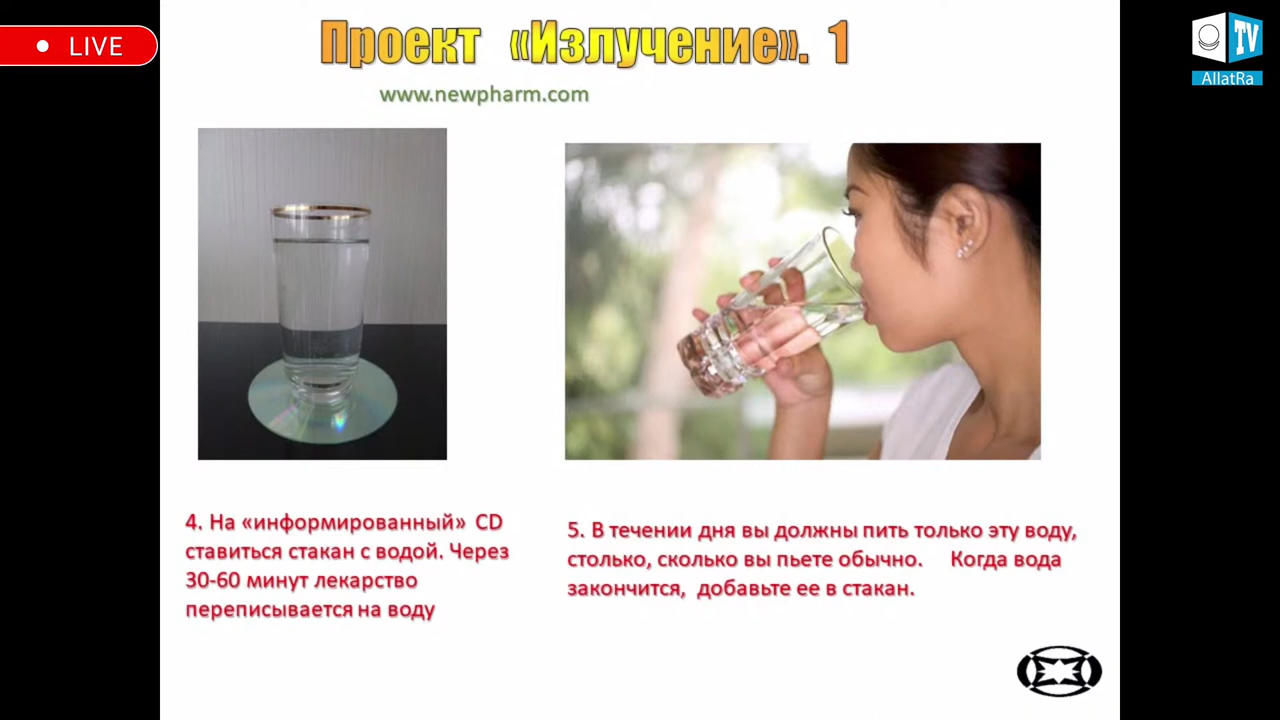 LIVE
Проект «Излучение». 1
TV
AllatRa
www.newpharm.com
4. На «информированный» CD
ставиться стакан с водой. Через
30-60 минут лекарство
переписывается на воду
5. В течении дня вы должны пить только эту воду,
столько, сколько вы пьете обычно. Когда вода
закончится, добавьте ее в стакан.